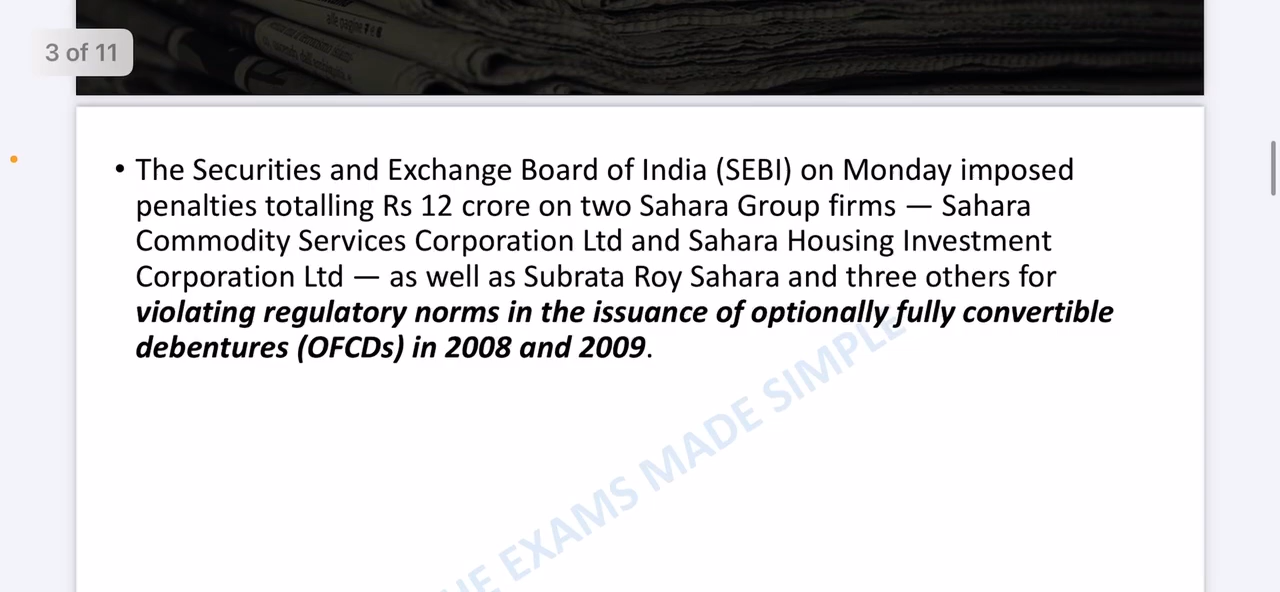 3 of 11
• The Securities and Exchange Board of India (SEBI) on Monday imposed
penalties totalling Rs 12 crore on two Sahara Group firms — Sahara
Commodity Services Corporation Ltd and Sahara Housing Investment
Corporation Ltd — as well as Subrata Roy Sahara and three others for
violating regulatory norms in the issuance of optionally fully convertible
debentures (OFCDs) in 2008 and 2009.
EXAMS MADE SIMPLE